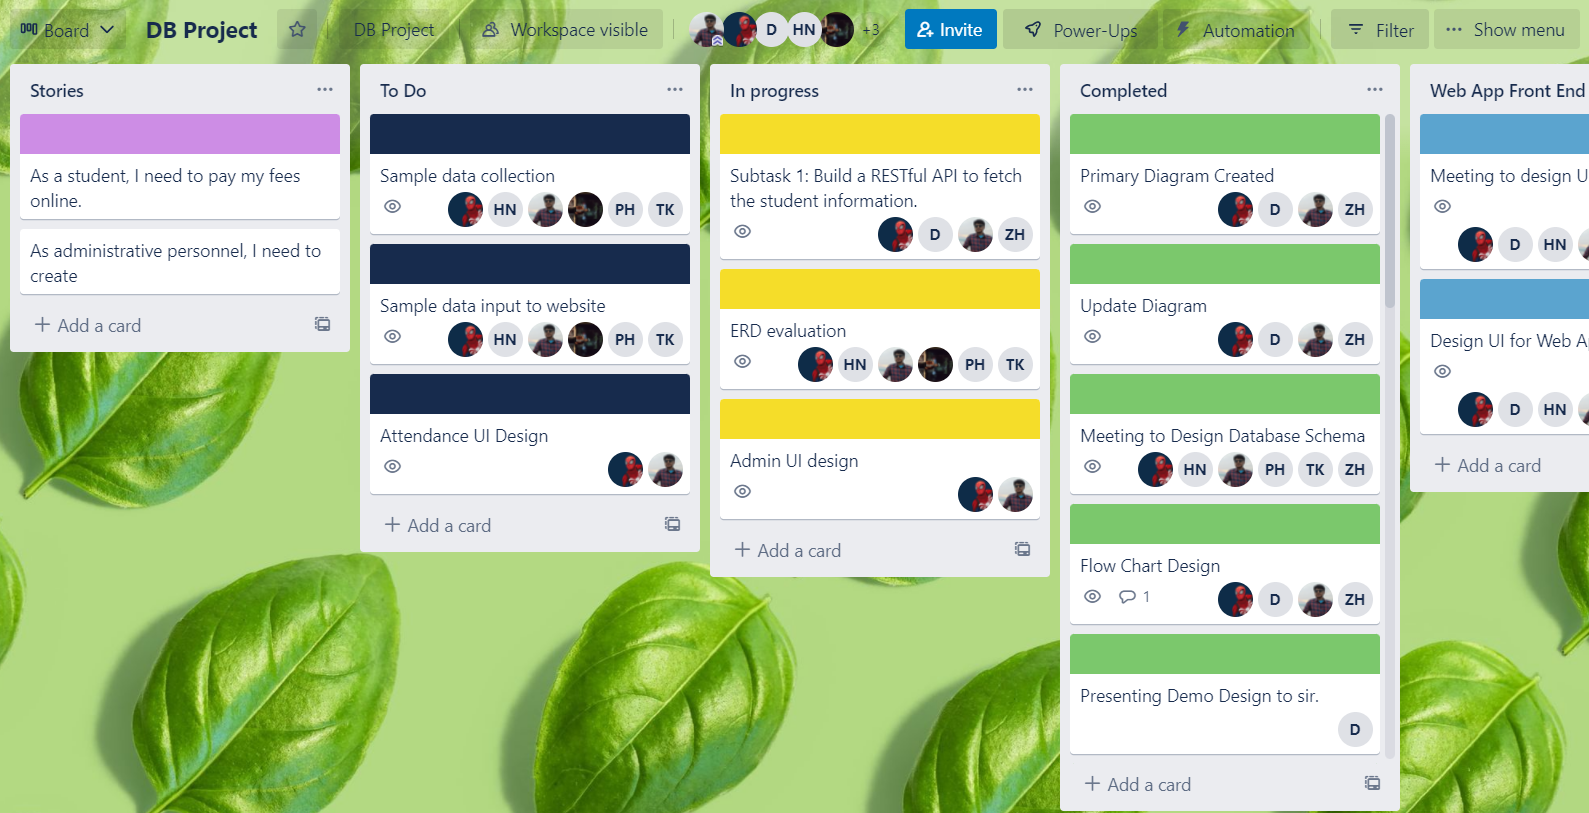 Board DB Project DB Project Workspace visible D HN +3 Invite Power-Ups Automation Filter Show menu
Stories
As a student, I need to pay my fees
online.
As administrative personnel, I need to
create
Add a card
To Do
Sample data collection
HN PH TK
Sample data input to website
HN PH TK
Attendance UI Design
Add a card
In progress
Subtask 1: Build a RESTful API to fetch
the student information.
D ZH
ERD evaluation
HN PH TK
Admin UI design
Add a card
Completed
Primary Diagram Created
D ZH
Update Diagram
D ZH
Meeting to Design Database Schema
HN PH TK ZH
Flow Chart Design
1 D ZH
Presenting Demo Design to sir.
D
Add a card
Web App Front End
Meeting to design U
D HN
Design UI for Web A
D HN
Add a card